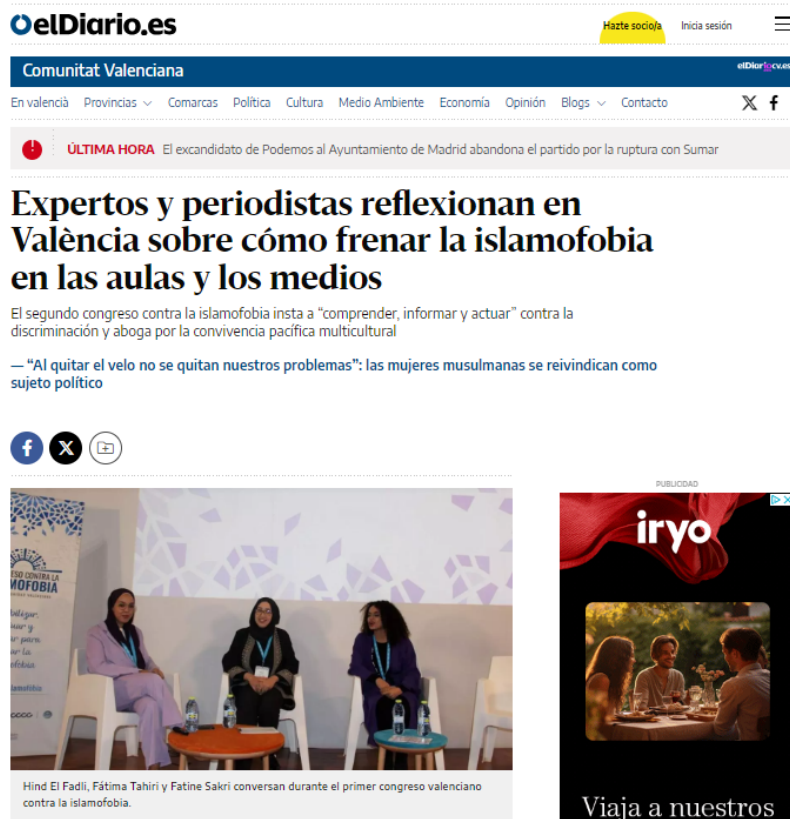 elDiario.es
Hazte socio/a
Inicia sesión
Comunitat Valenciana
elDiariocv.es
En valencià Provincias Comarcas Política Cultura Medio Ambiente Economía Opinión Blogs Contacto
ÚLTIMA HORA El excandidato de Podemos al Ayuntamiento de Madrid abandona el partido por la ruptura con Sumar
Expertos y periodistas reflexionan en
València sobre cómo frenar la islamofobia
en las aulas y los medios
El segundo congreso contra la islamofobia insta a “comprender, informar y actuar” contra la
discriminación y aboga por la convivencia pacífica multicultural
— “Al quitar el velo no se quitan nuestros problemas”: las mujeres musulmanas se reivindican como
sujeto político
ESO CONTRA LA
MOFOBIA
Hind El Fadli, Fátima Tahiri y Fatine Sakri conversan durante el primer congreso valenciano
contra la islamofobia.
PUBLICIDAD
iryo
Viaja a nuestros